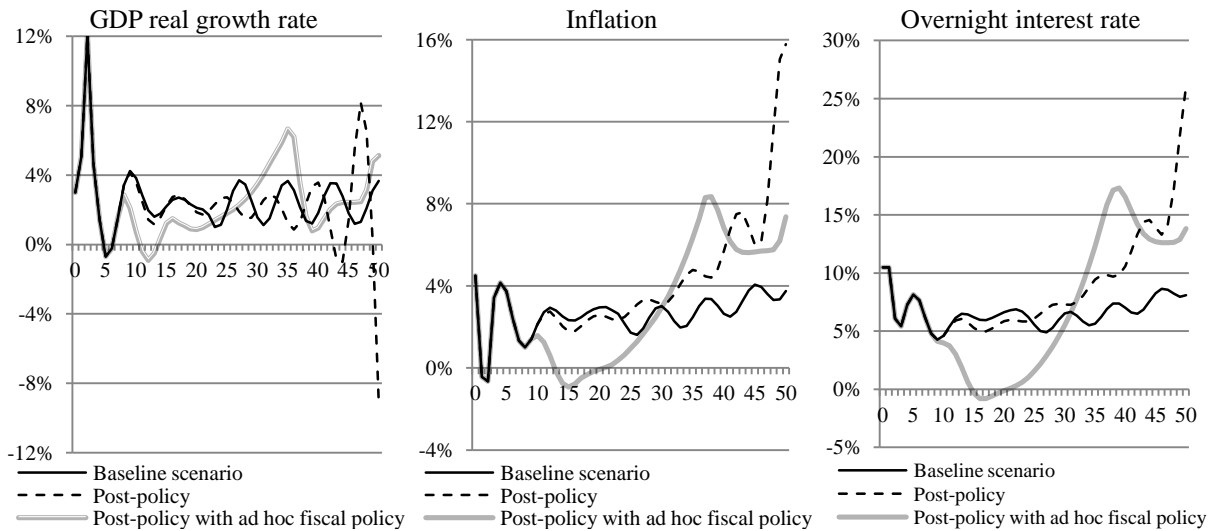 GDP real growth rate
12%
8%
4%
0%
-4%
-8%
-12%
0 5 10 15 20 25 30 35 40 45 50
Baseline scenario
Post-policy
Post-policy with ad hoc fiscal policy
Inflation
16%
12%
8%
4%
0%
-4%
0 5 10 15 20 25 30 35 40 45 50
Baseline scenario
Post-policy
Post-policy with ad hoc fiscal policy
Overnight interest rate
30%
25%
20%
15%
10%
5%
0%
-5%
0 5 10 15 20 25 30 35 40 45 50
Baseline scenario
Post-policy
Post-policy with ad hoc fiscal policy